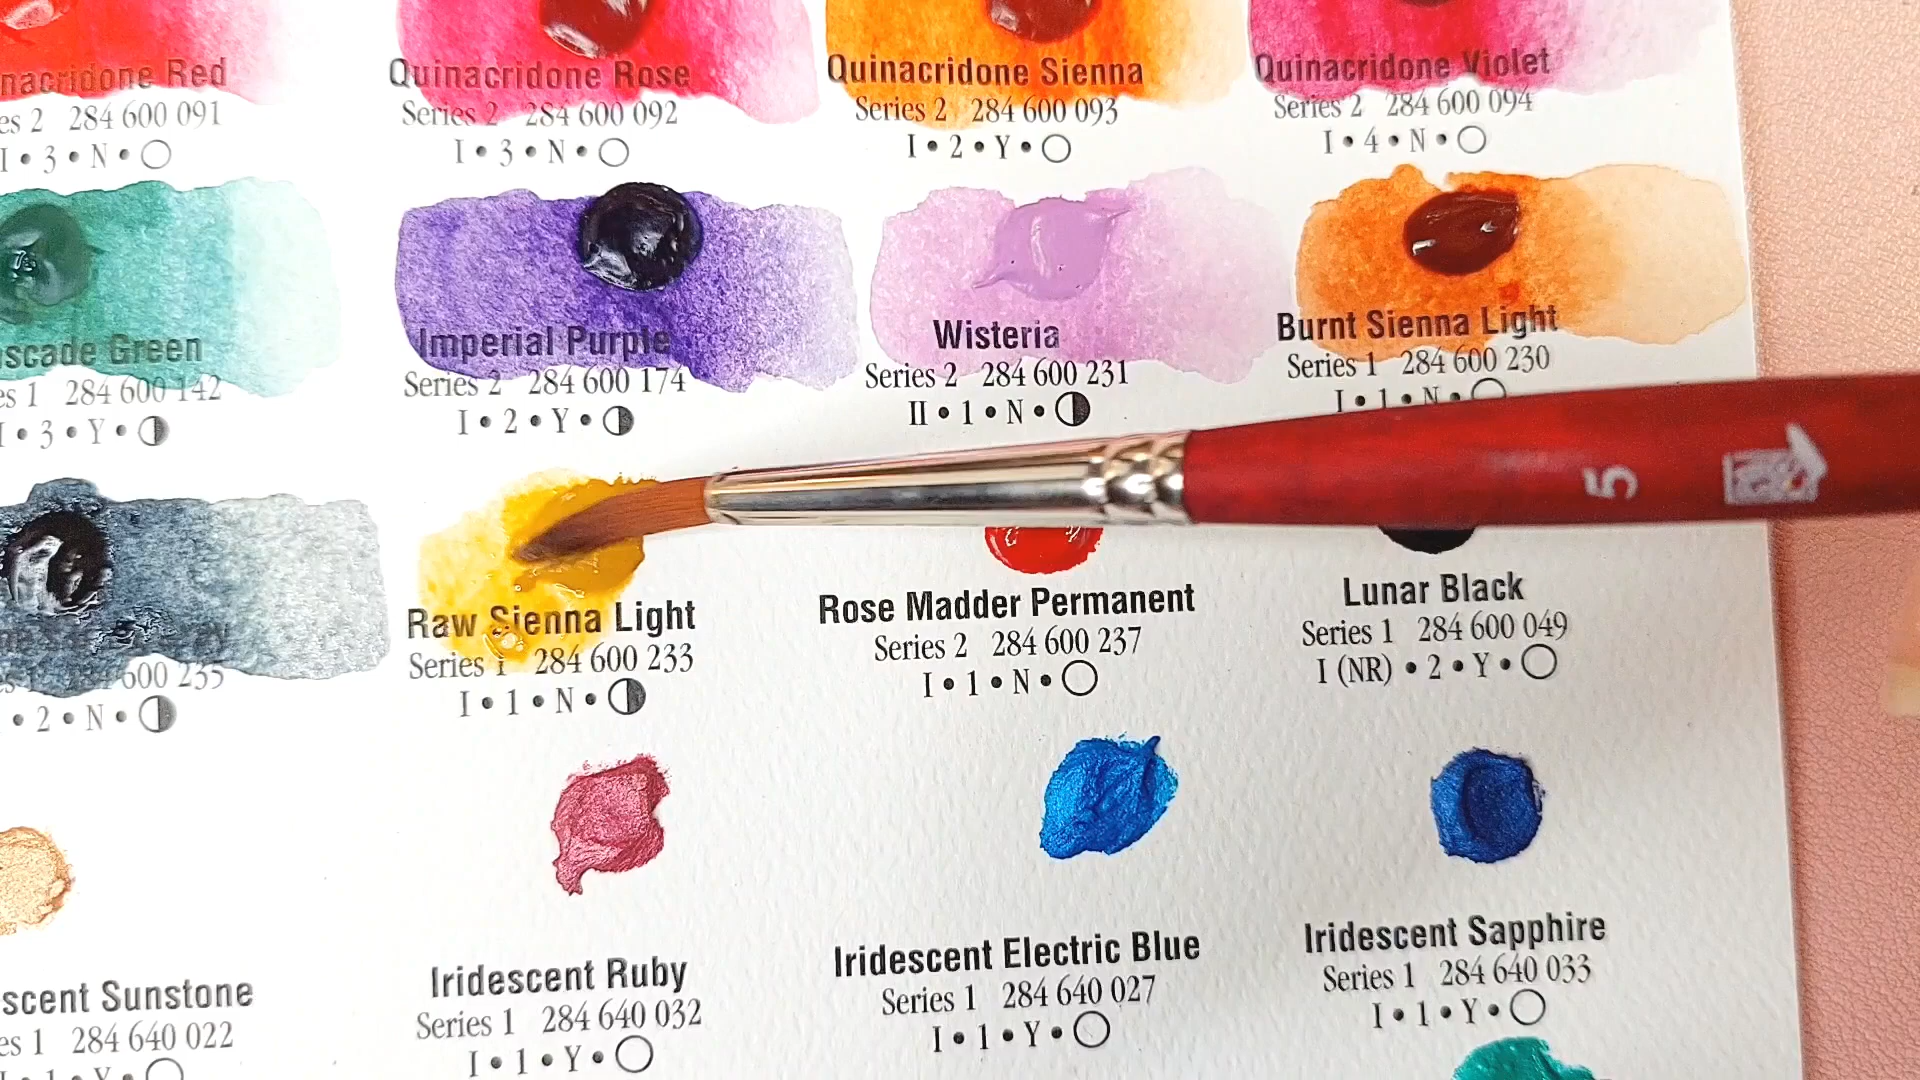 nacridone Red
es 2 284 600 091
I • 3 • N • ○
Quinacridone Rose
Series 2 284 600 092
I • 3 • N • ○
Quinacridone Sienna
Series 2 284 600 093
I • 2 • Y • ○
Quinacridone Violet
Series 2 284 600 094
I • 4 • N • ○
scade Green
es 1 284 600 142
I • 3 • Y • ◑
Imperial Purple
Series 2 284 600 174
I • 2 • Y • ◑
Wisteria
Series 2 284 600 231
II • 1 • N • ◑
Burnt Sienna Light
Series 1 284 600 230
I • 1 • N • ○
5
600 235
• 2 • N • ◑
Raw Sienna Light
Series 1 284 600 233
I • 1 • N • ◑
Rose Madder Permanent
Series 2 284 600 237
I • 1 • N • ○
Lunar Black
Series 1 284 600 049
I (NR) • 2 • Y • ○
scent Sunstone
es 1 284 640 022
I • 1 • Y • ○
Iridescent Ruby
Series 1 284 640 032
I • 1 • Y • ○
Iridescent Electric Blue
Series 1 284 640 027
I • 1 • Y • ○
Iridescent Sapphire
Series 1 284 640 033
I • 1 • Y • ○